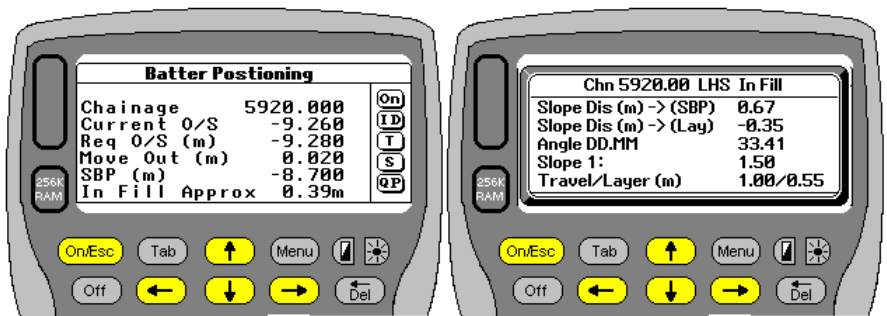 Batter Postioning
Chainage 5920.000
Current O/S -9.260
Req O/S (m) -9.280
Move Out (m) 0.020
SBP (m) -8.700
In Fill Approx 0.39m
On
ID
T
S
QP
256K
RAM
On/Esc Tab Menu
Off Del
Chn 5920.00 LHS In Fill
Slope Dis (m) -> (SBP) 0.67
Slope Dis (m) -> (Lay) -0.35
Angle DD.MM 33.41
Slope 1: 1.50
Travel/Layer (m) 1.00/0.55
256K
RAM
On/Esc Tab Menu
Off Del